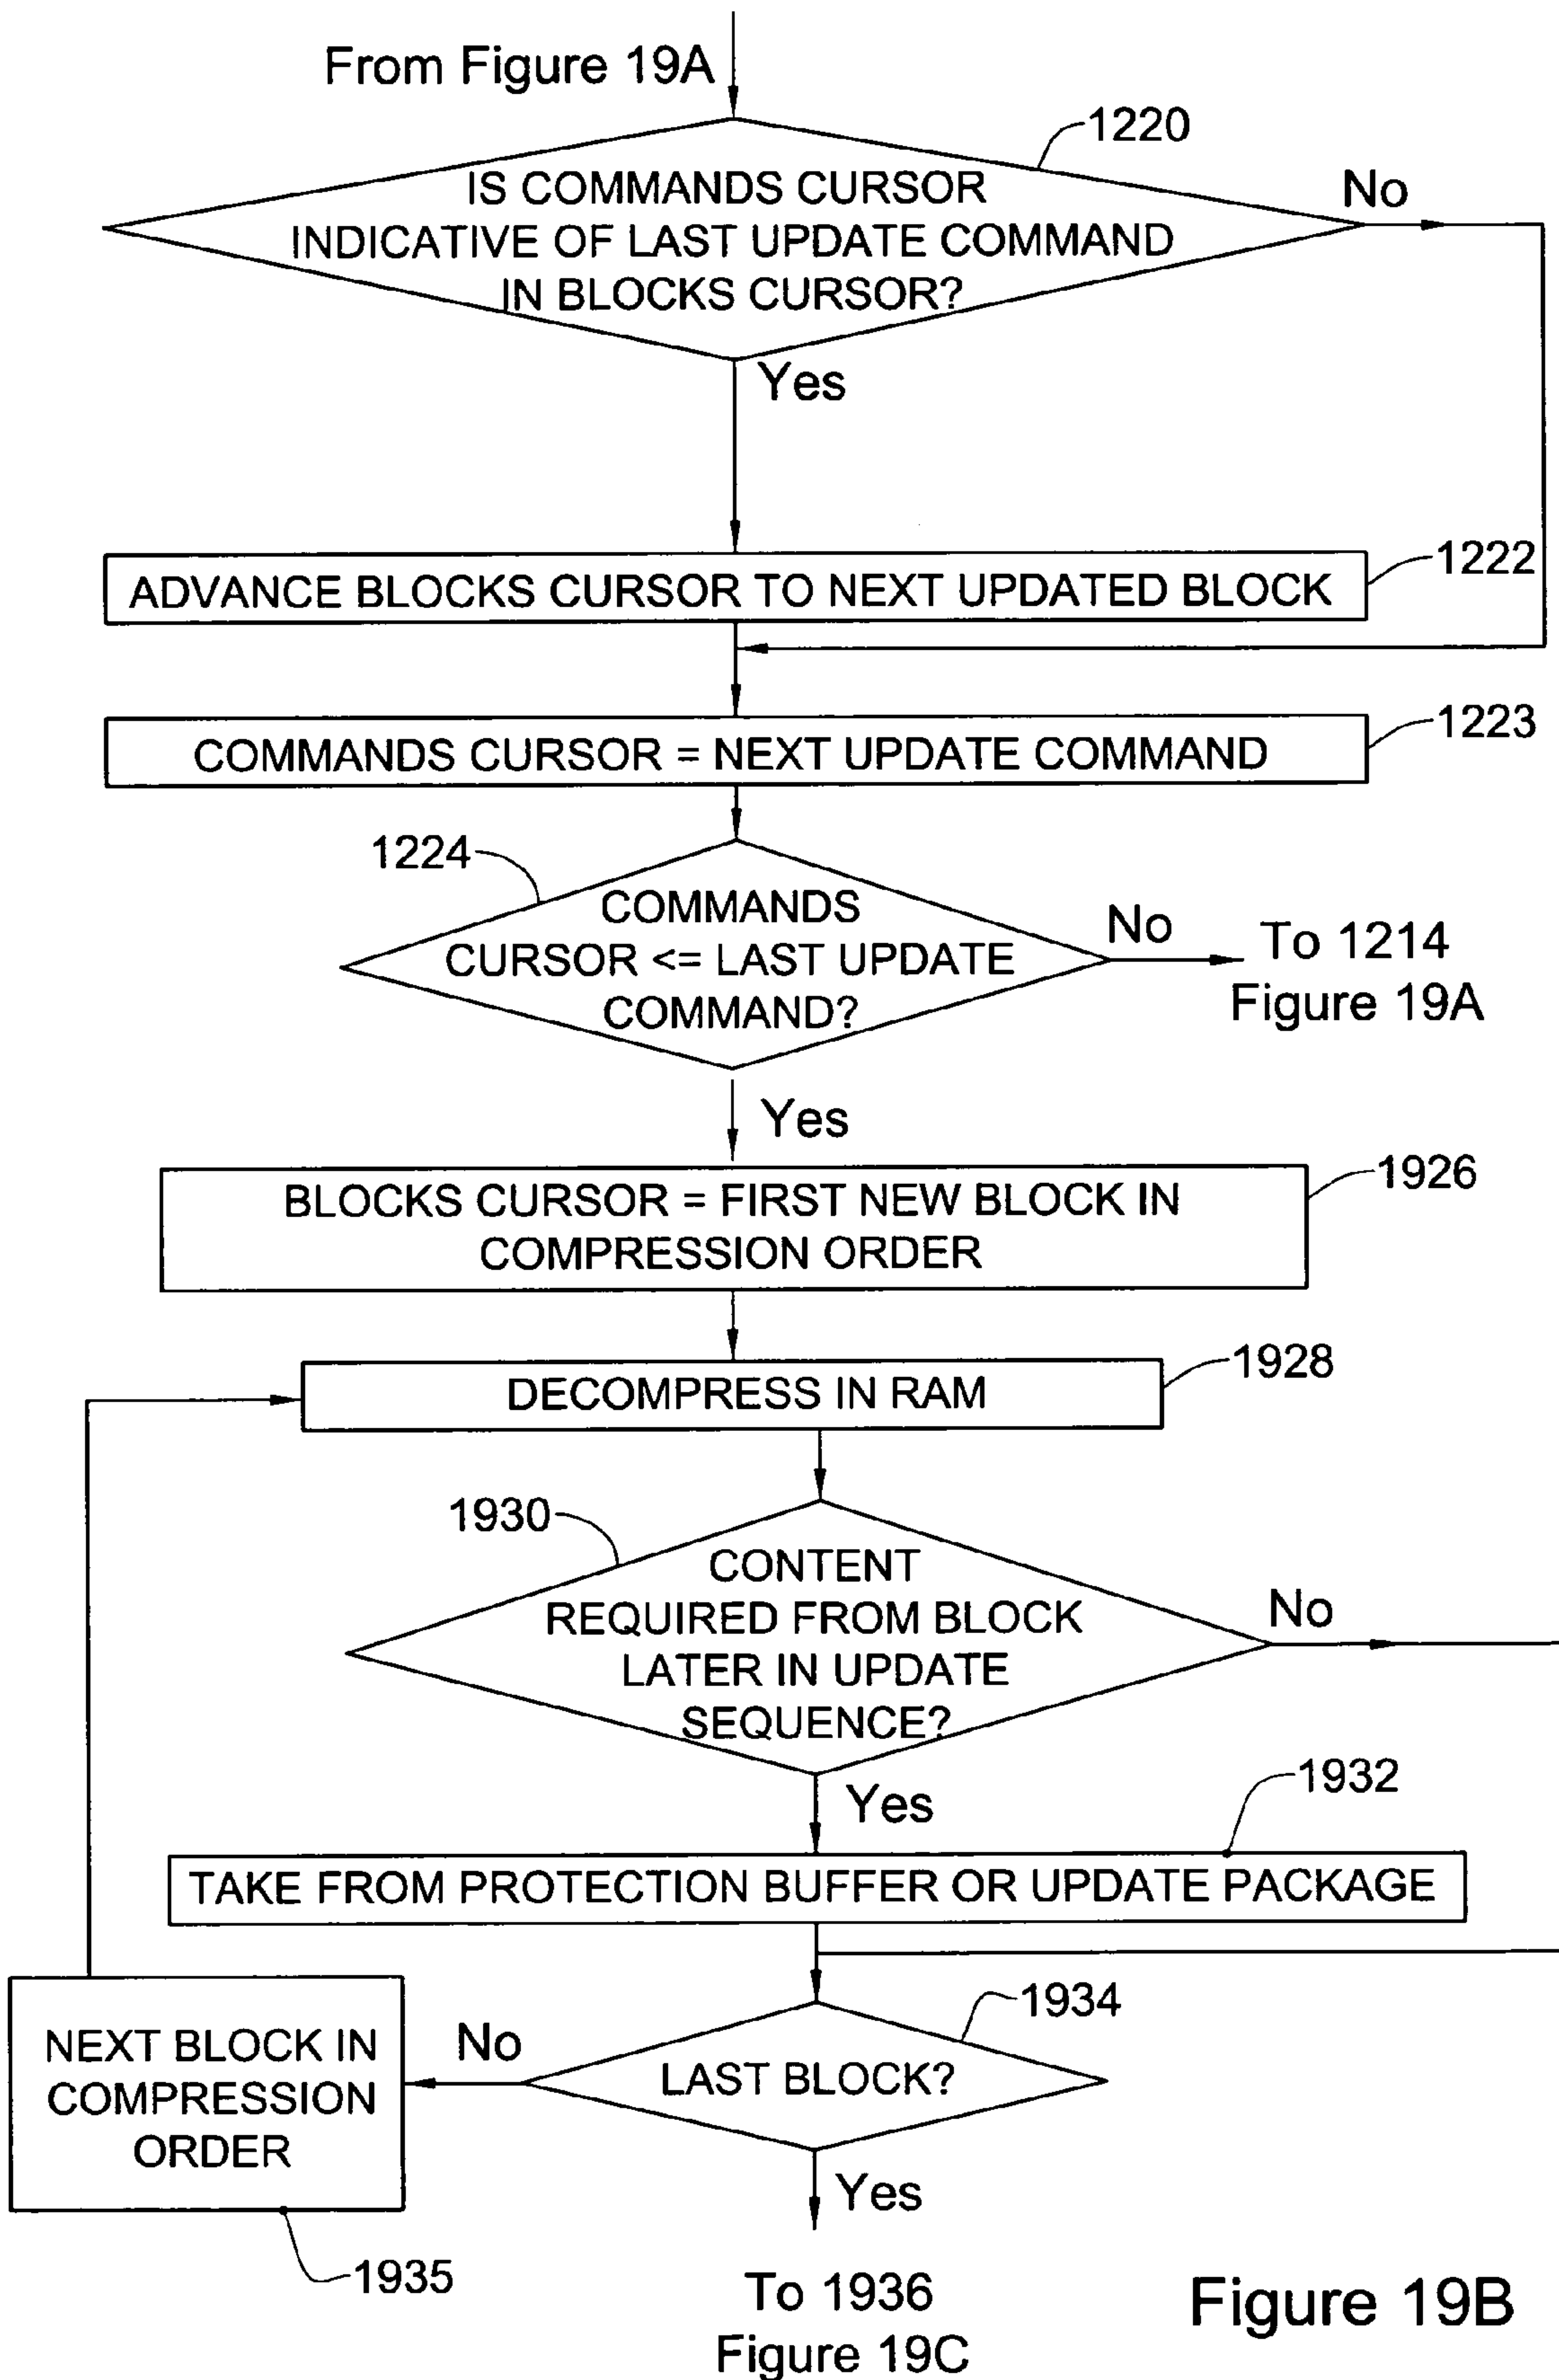 From Figure 19A
1220
IS COMMANDS CURSOR
INDICATIVE OF LAST UPDATE COMMAND
IN BLOCKS CURSOR?
No
Yes
1222
ADVANCE BLOCKS CURSOR TO NEXT UPDATED BLOCK
1223
COMMANDS CURSOR = NEXT UPDATE COMMAND
1224
COMMANDS
CURSOR <= LAST UPDATE
COMMAND?
No
To 1214
Figure 19A
Yes
1926
BLOCKS CURSOR = FIRST NEW BLOCK IN
COMPRESSION ORDER
1928
DECOMPRESS IN RAM
1930
CONTENT
REQUIRED FROM BLOCK
LATER IN UPDATE
SEQUENCE?
No
Yes
1932
TAKE FROM PROTECTION BUFFER OR UPDATE PACKAGE
1934
LAST BLOCK?
No
NEXT BLOCK IN
COMPRESSION
ORDER
1935
Yes
To 1936
Figure 19C
Figure 19B